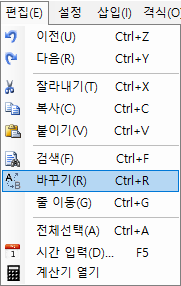 편집(E) 설정 삽입(I) 격식(O)
이전(U) Ctrl+Z
다음(R) Ctrl+Y
잘라내기(T) Ctrl+X
복사(C) Ctrl+C
붙이기(V) Ctrl+V
검색(F) Ctrl+F
바꾸기(R) Ctrl+R
줄 이동(G) Ctrl+G
전체선택(A) Ctrl+A
시간 입력(D)... F5
계산기 열기